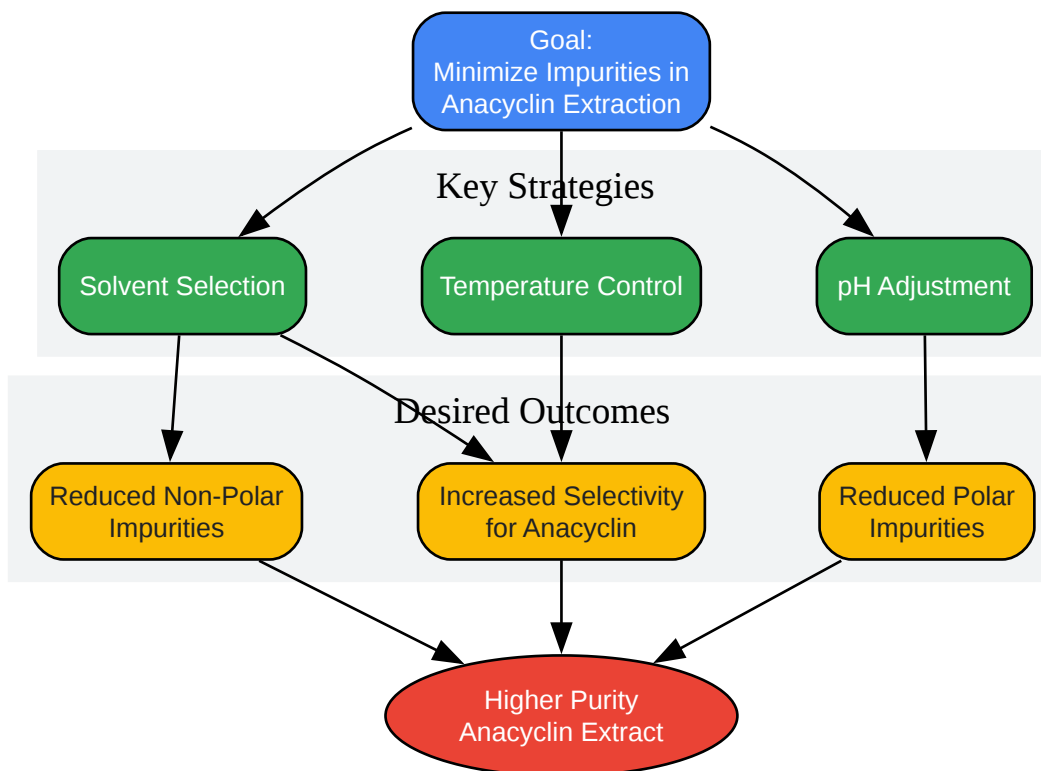 Goal:
Minimize Impurities in
Anacyclin Extraction
Key Strategies
Solvent Selection
Temperature Control
pH Adjustment
Desired Outcomes
Reduced Non-Polar
Impurities
Increased Selectivity
for Anacyclin
Reduced Polar
Impurities
Higher Purity
Anacyclin Extract